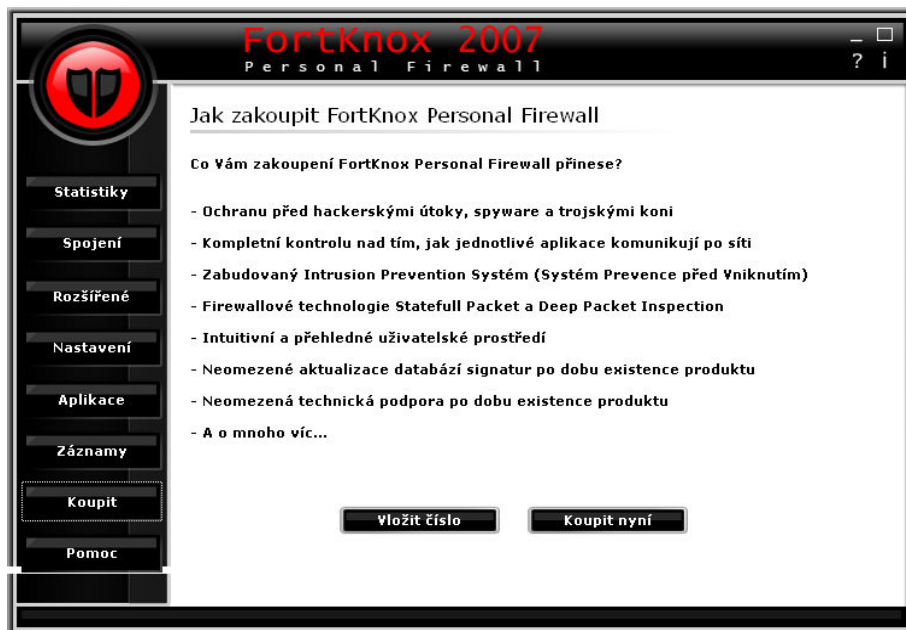 FortKnox 2007
Personal Firewall
? i
Jak zakoupit FortKnox Personal Firewall
Co Vám zakoupení FortKnox Personal Firewall přinese?
- Ochranu před hackerskými útoky, spyware a trojskými koni
- Kompletní kontrolu nad tím, jak jednotlivé aplikace komunikují po síti
- Zabudovaný Intrusion Prevention Systém (Systém Prevence před Vniknutím)
- Firewallové technologie Statefull Packet a Deep Packet Inspection
- Intuitivní a přehledné uživatelské prostředí
- Neomezené aktualizace databází signatur po dobu existence produktu
- Neomezená technická podpora po dobu existence produktu
- A o mnoho víc...
Statistiky
Spojení
Rozšířené
Nastavení
Aplikace
Záznamy
Koupit
Pomoc
Vložit číslo
Koupit nyní